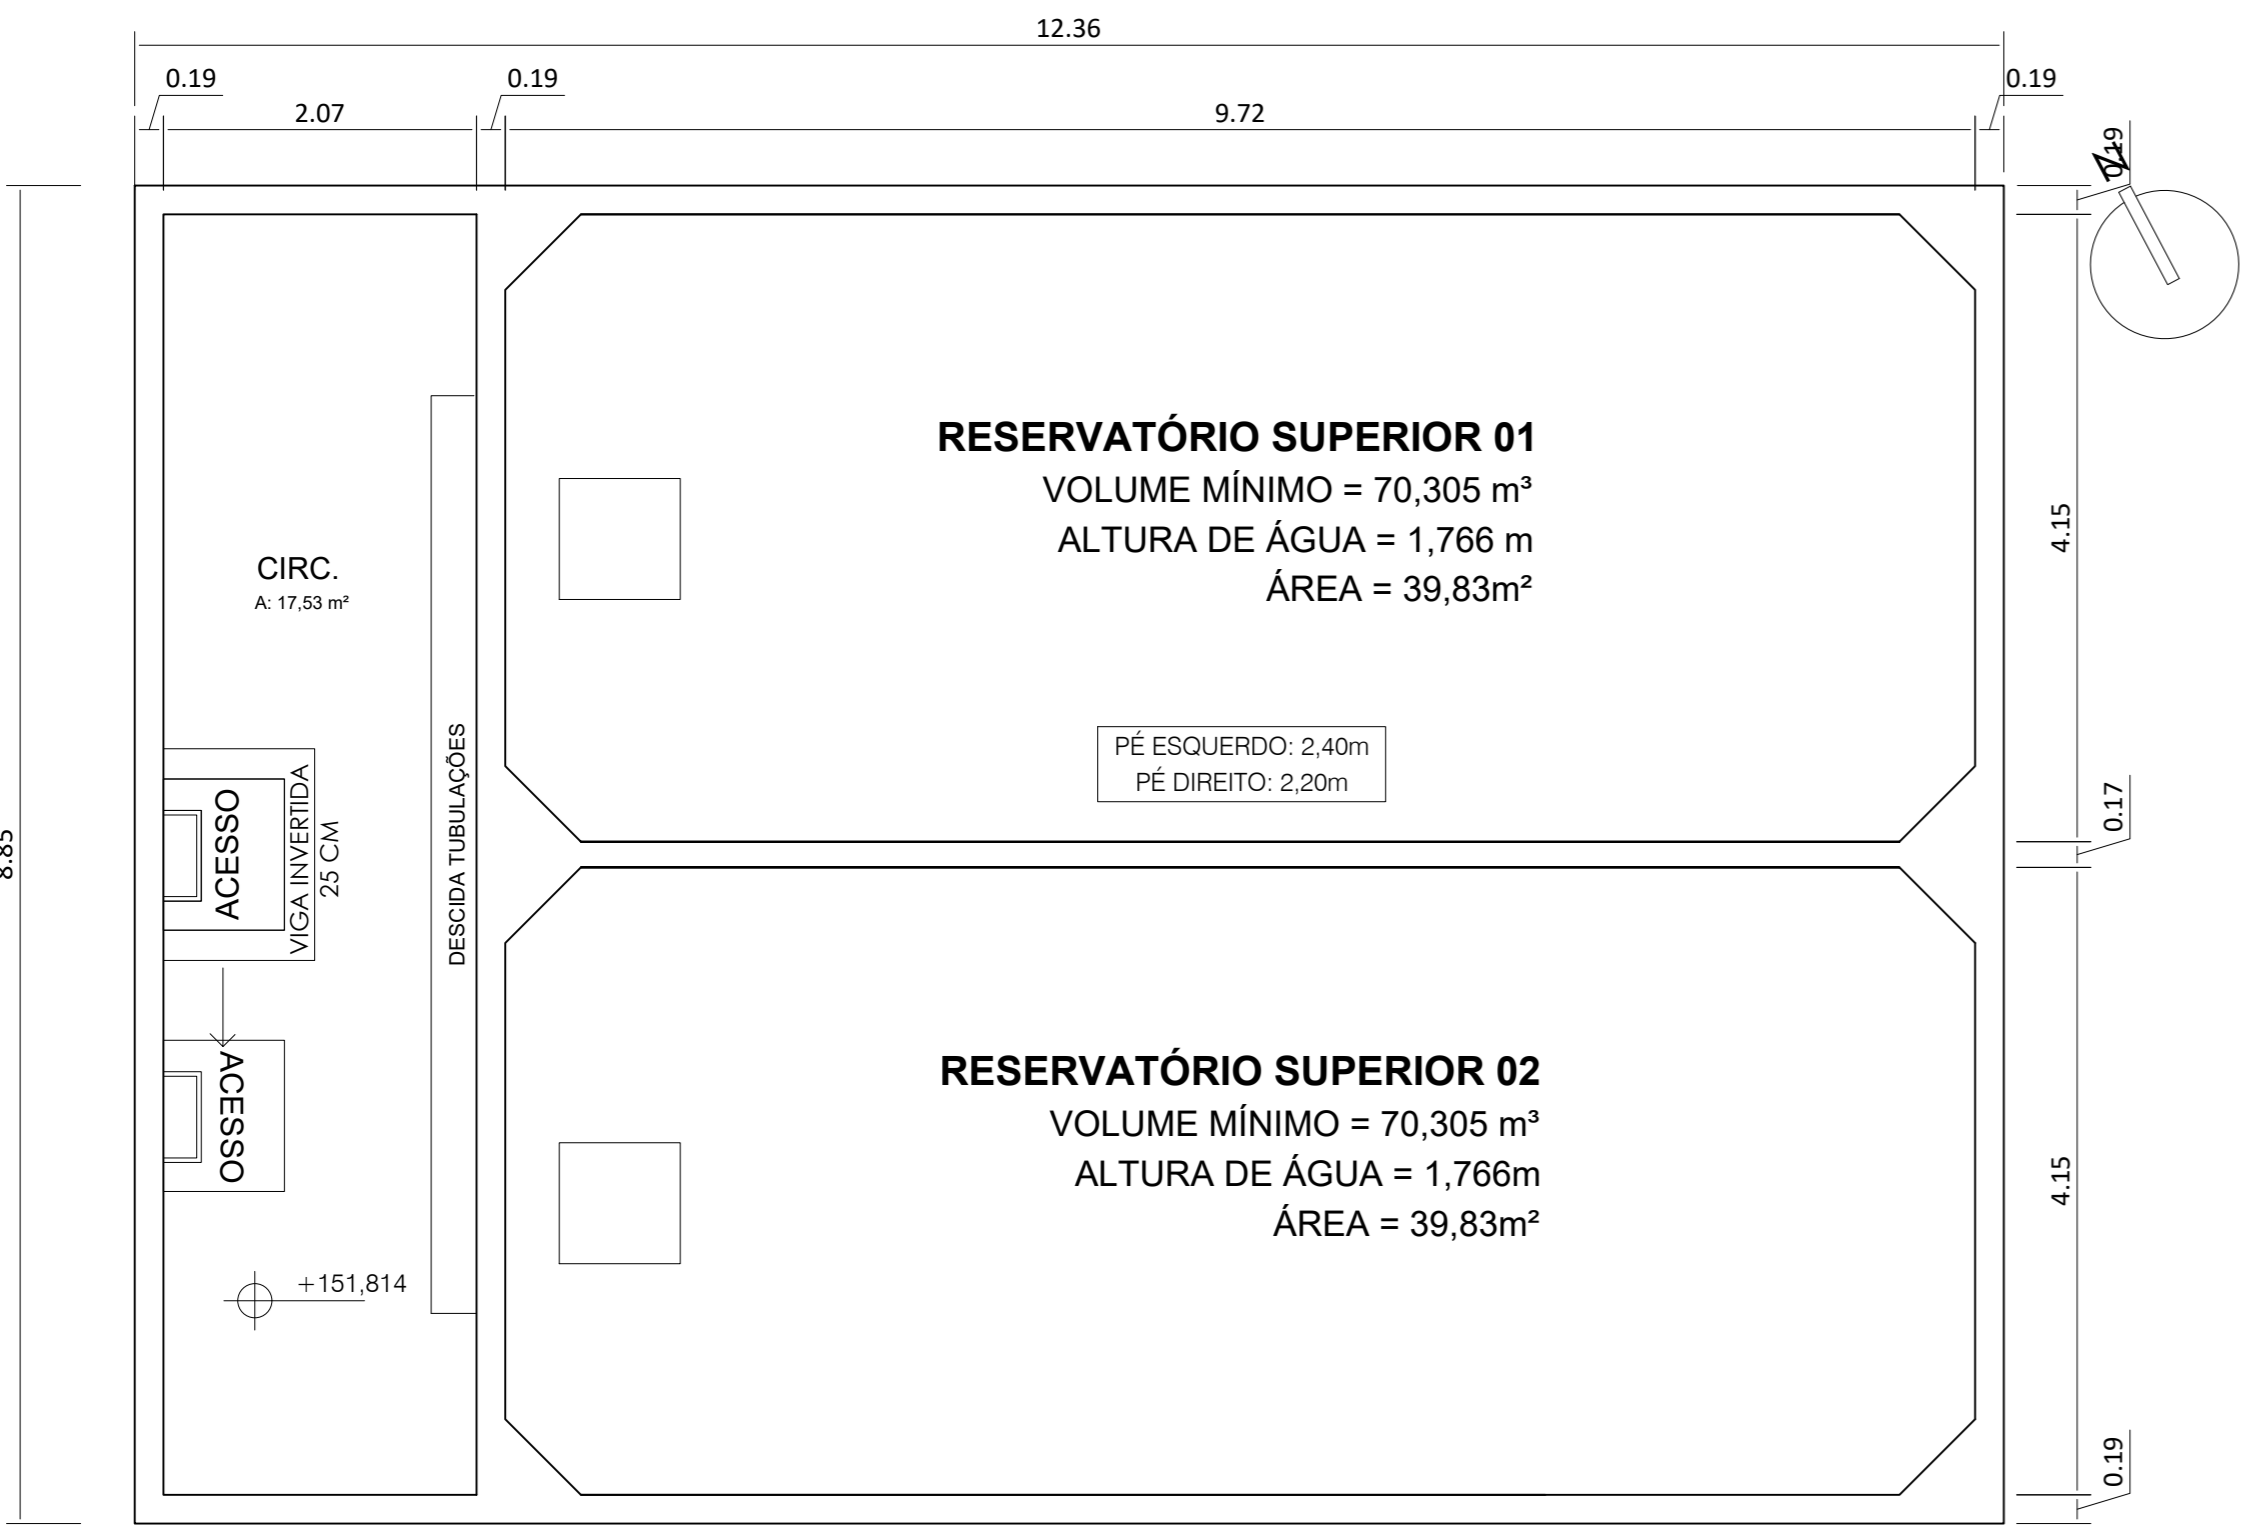 12.36
0.19
0.19
0.19
2.07
9.72
0.19
N
RESERVATÓRIO SUPERIOR 01
VOLUME MÍNIMO = 70,305 m³
ALTURA DE ÁGUA = 1,766 m
ÁREA = 39,83m²
4.15
CIRC.
A: 17,53 m²
PÉ ESQUERDO: 2,40m
PÉ DIREITO: 2,20m
DESCIDA TUBULAÇÕES
ACESSO
VIGA INVERTIDA
25 CM
0.17
8.85
ACESSO
RESERVATÓRIO SUPERIOR 02
VOLUME MÍNIMO = 70,305 m³
ALTURA DE ÁGUA = 1,766m
ÁREA = 39,83m²
4.15
+151,814
0.19